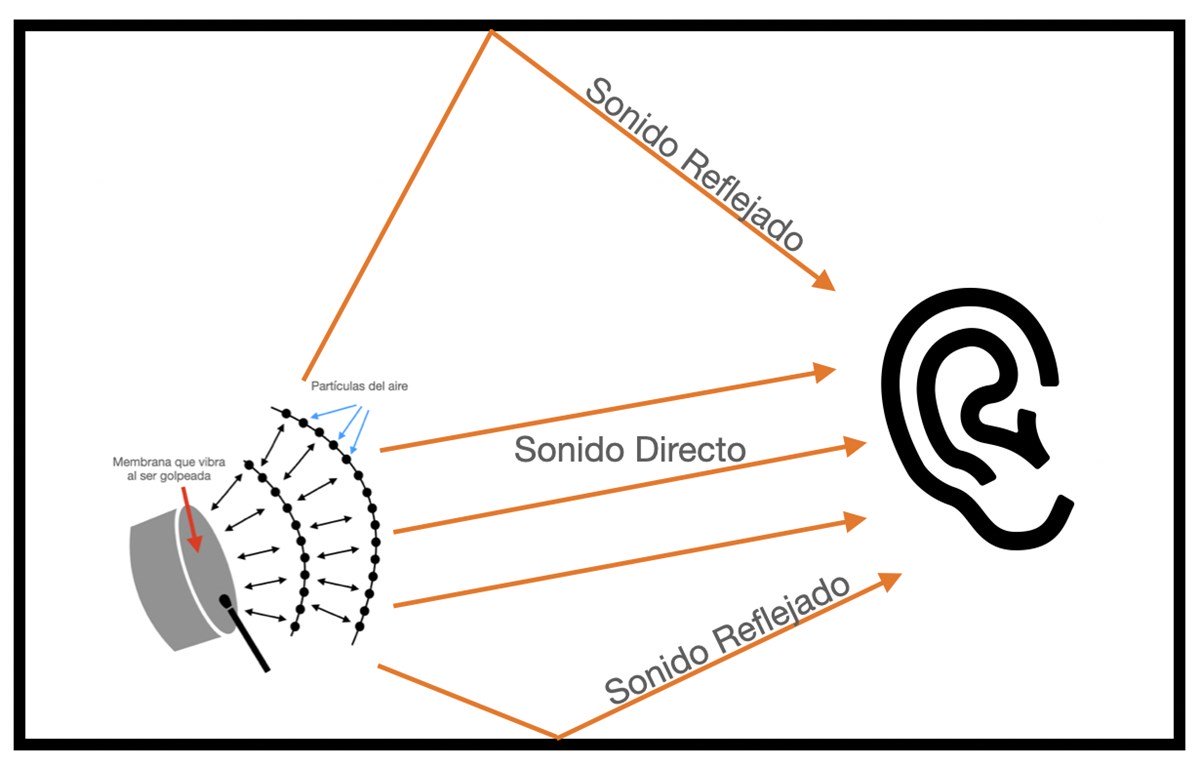 Sonido Reflejado
Partículas del aire
Sonido Directo
Membrana que vibra
al ser golpeada
Sonido Reflejado